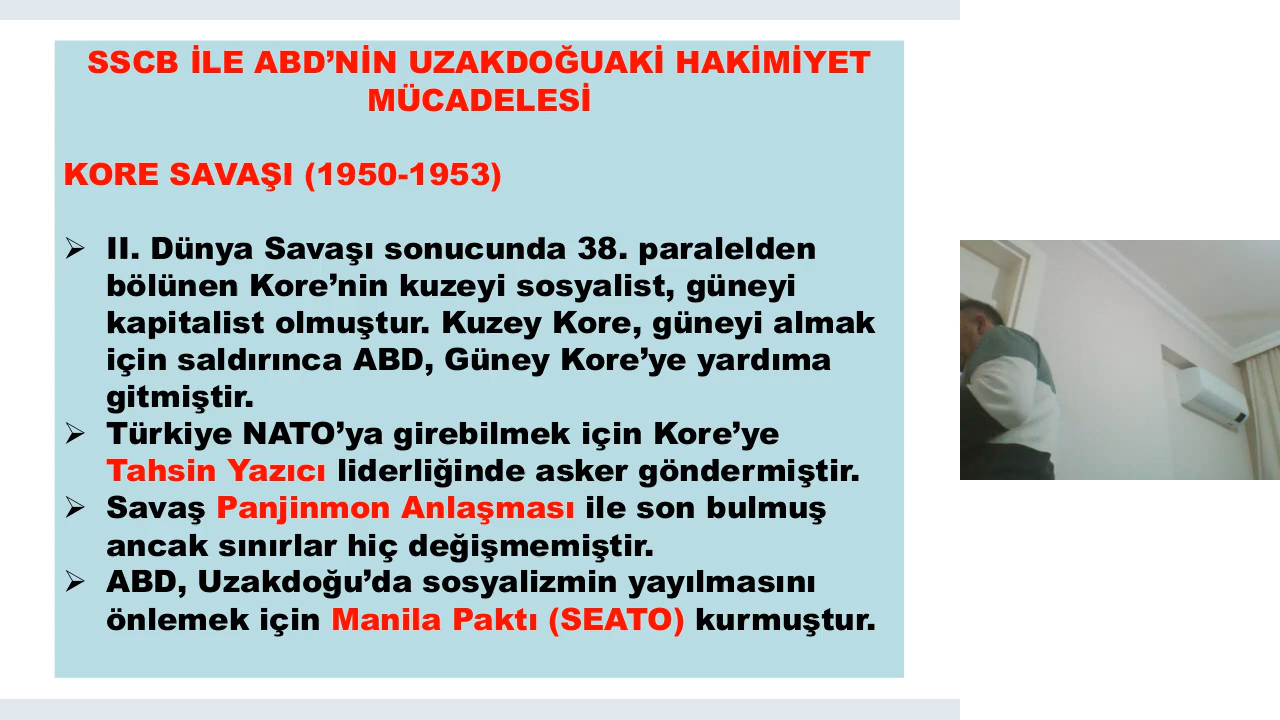 SSCB İLE ABD’NİN UZAKDOĞUAKİ HAKİMİYET
MÜCADELESİ
KORE SAVAŞI (1950-1953)
➢ II. Dünya Savaşı sonucunda 38. paralelden
bölünen Kore’nin kuzeyi sosyalist, güneyi
kapitalist olmuştur. Kuzey Kore, güneyi almak
için saldırınca ABD, Güney Kore’ye yardıma
gitmiştir.
➢ Türkiye NATO’ya girebilmek için Kore’ye
Tahsin Yazıcı liderliğinde asker göndermiştir.
➢ Savaş Panjinmon Anlaşması ile son bulmuş
ancak sınırlar hiç değişmemiştir.
➢ ABD, Uzakdoğu’da sosyalizmin yayılmasını
önlemek için Manila Paktı (SEATO) kurmuştur.